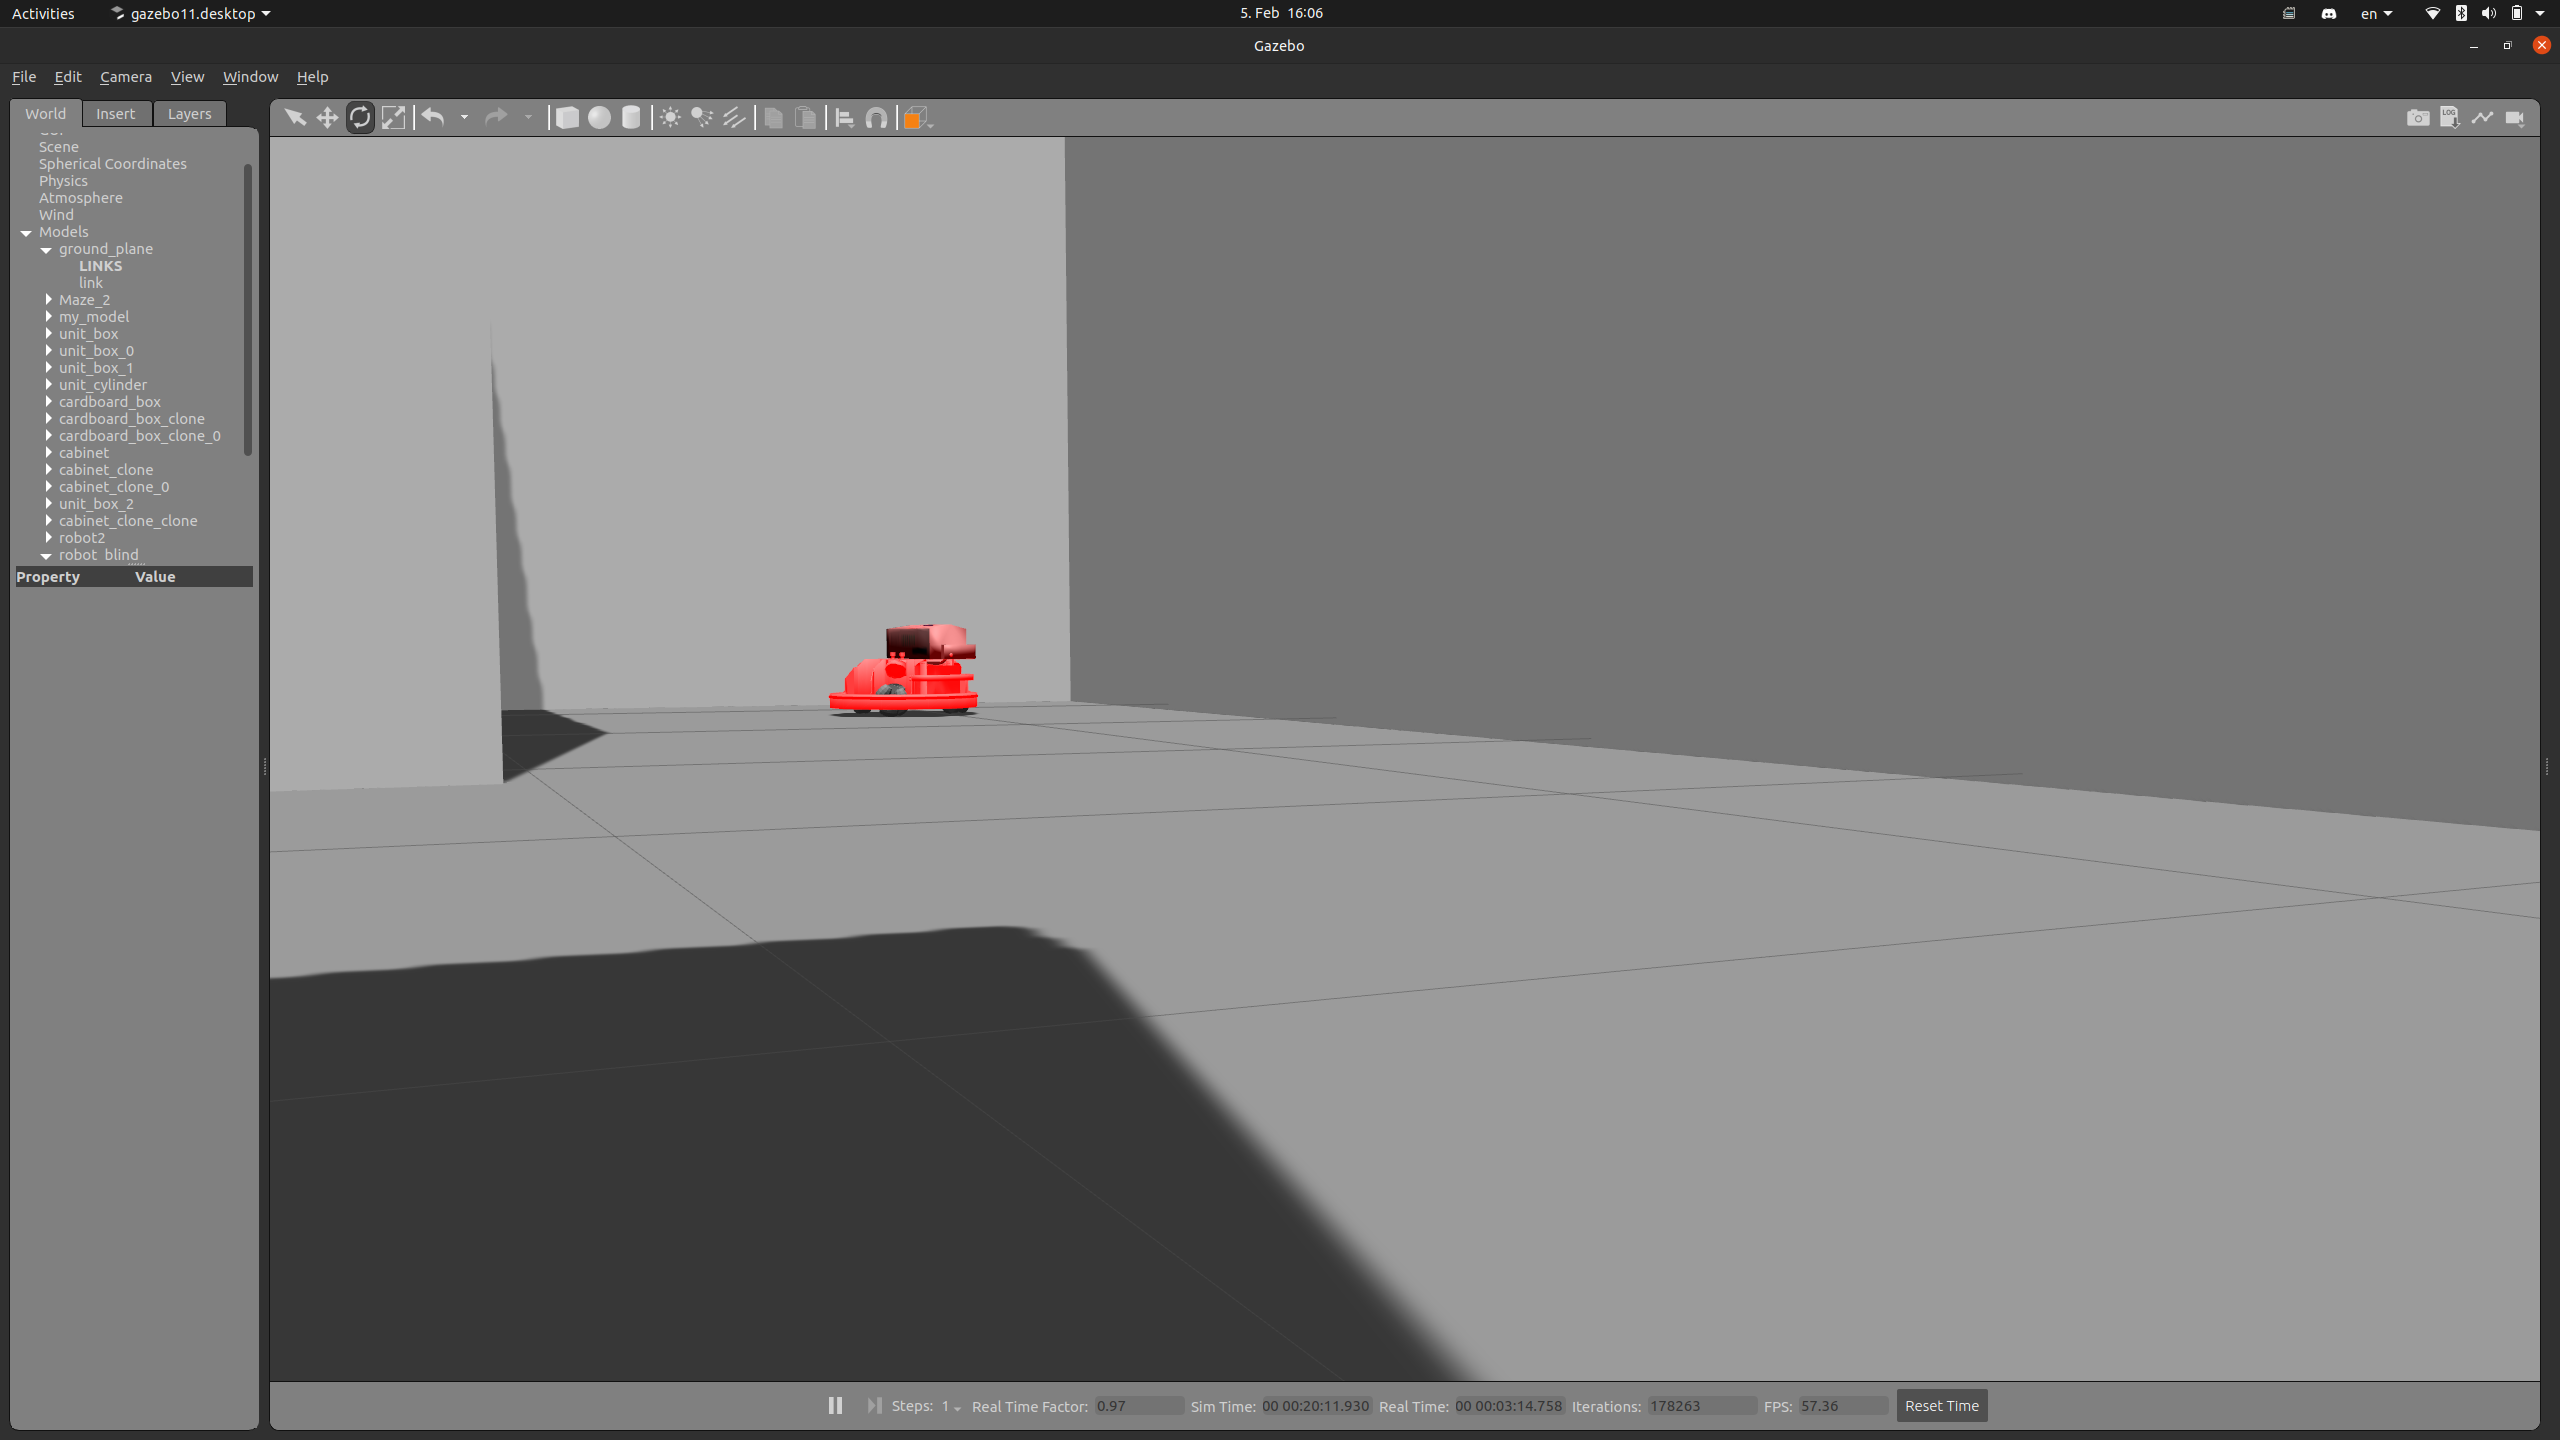 Activities gazebo11.desktop 5. Feb 16:06 en
Gazebo
File Edit Camera View Window Help
World Insert Layers
GUI
Scene
Spherical Coordinates
Physics
Atmosphere
Wind
Models
ground_plane
LINKS
link
Maze_2
my_model
unit_box
unit_box_0
unit_box_1
unit_cylinder
cardboard_box
cardboard_box_clone
cardboard_box_clone_0
cabinet
cabinet_clone
cabinet_clone_0
unit_box_2
cabinet_clone_clone
robot2
robot_blind
Property Value
LOG
Steps: 1 Real Time Factor: 0.97 Sim Time: 00 00:20:11.930 Real Time: 00 00:03:14.758 Iterations: 178263 FPS: 57.36 Reset Time